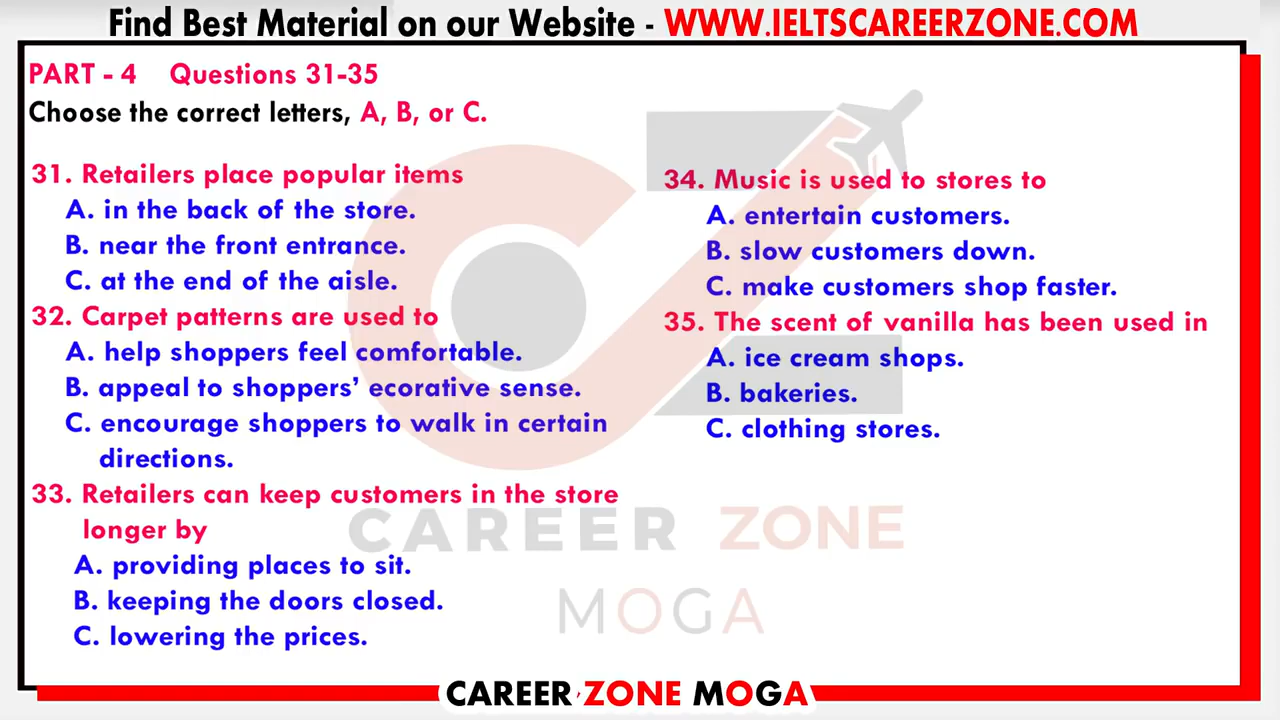 Find Best Material on our Website - WWW.IELTSCAREERZONE.COM
PART - 4 Questions 31-35
Choose the correct letters, A, B, or C.
31. Retailers place popular items
A. in the back of the store.
B. near the front entrance.
C. at the end of the aisle.
32. Carpet patterns are used to
A. help shoppers feel comfortable.
B. appeal to shoppers’ ecorative sense.
C. encourage shoppers to walk in certain
directions.
33. Retailers can keep customers in the store
longer by
A. providing places to sit.
B. keeping the doors closed.
C. lowering the prices.
34. Music is used to stores to
A. entertain customers.
B. slow customers down.
C. make customers shop faster.
35. The scent of vanilla has been used in
A. ice cream shops.
B. bakeries.
C. clothing stores.
CAREER ZONE
MOGA
CAREER ZONE MOGA